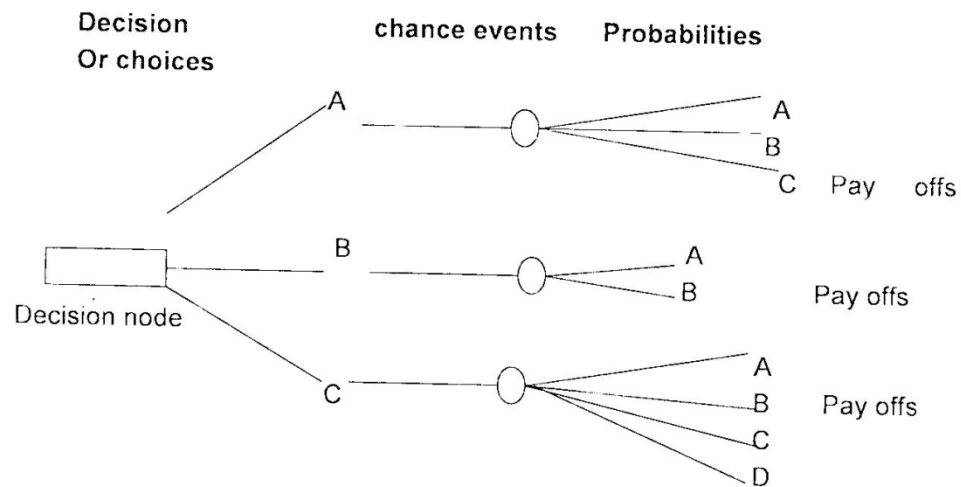 Decision
Or choices
chance events
Probabilities
A
A
B
C Pay offs
B
A
B
Pay offs
Decision node
C
A
B Pay offs
C
D